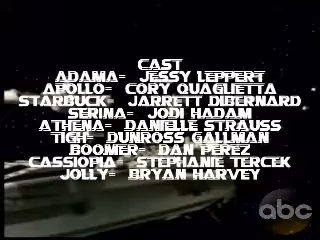 CAST
ADAMA= JESSY LEPPERT
APOLLO= CORY QUAGLIETTA
STARBUCK= JARRETT DIBERNARD
SERINA= JODI HADAM
ATHENA= DANIELLE STRAUSS
TIGH= DUNROSS GALLMAN
BOOMER= DAN PEREZ
CASSIOPIA= STEPHANIE TERCEK
JOLLY= BRYAN HARVEY
abc